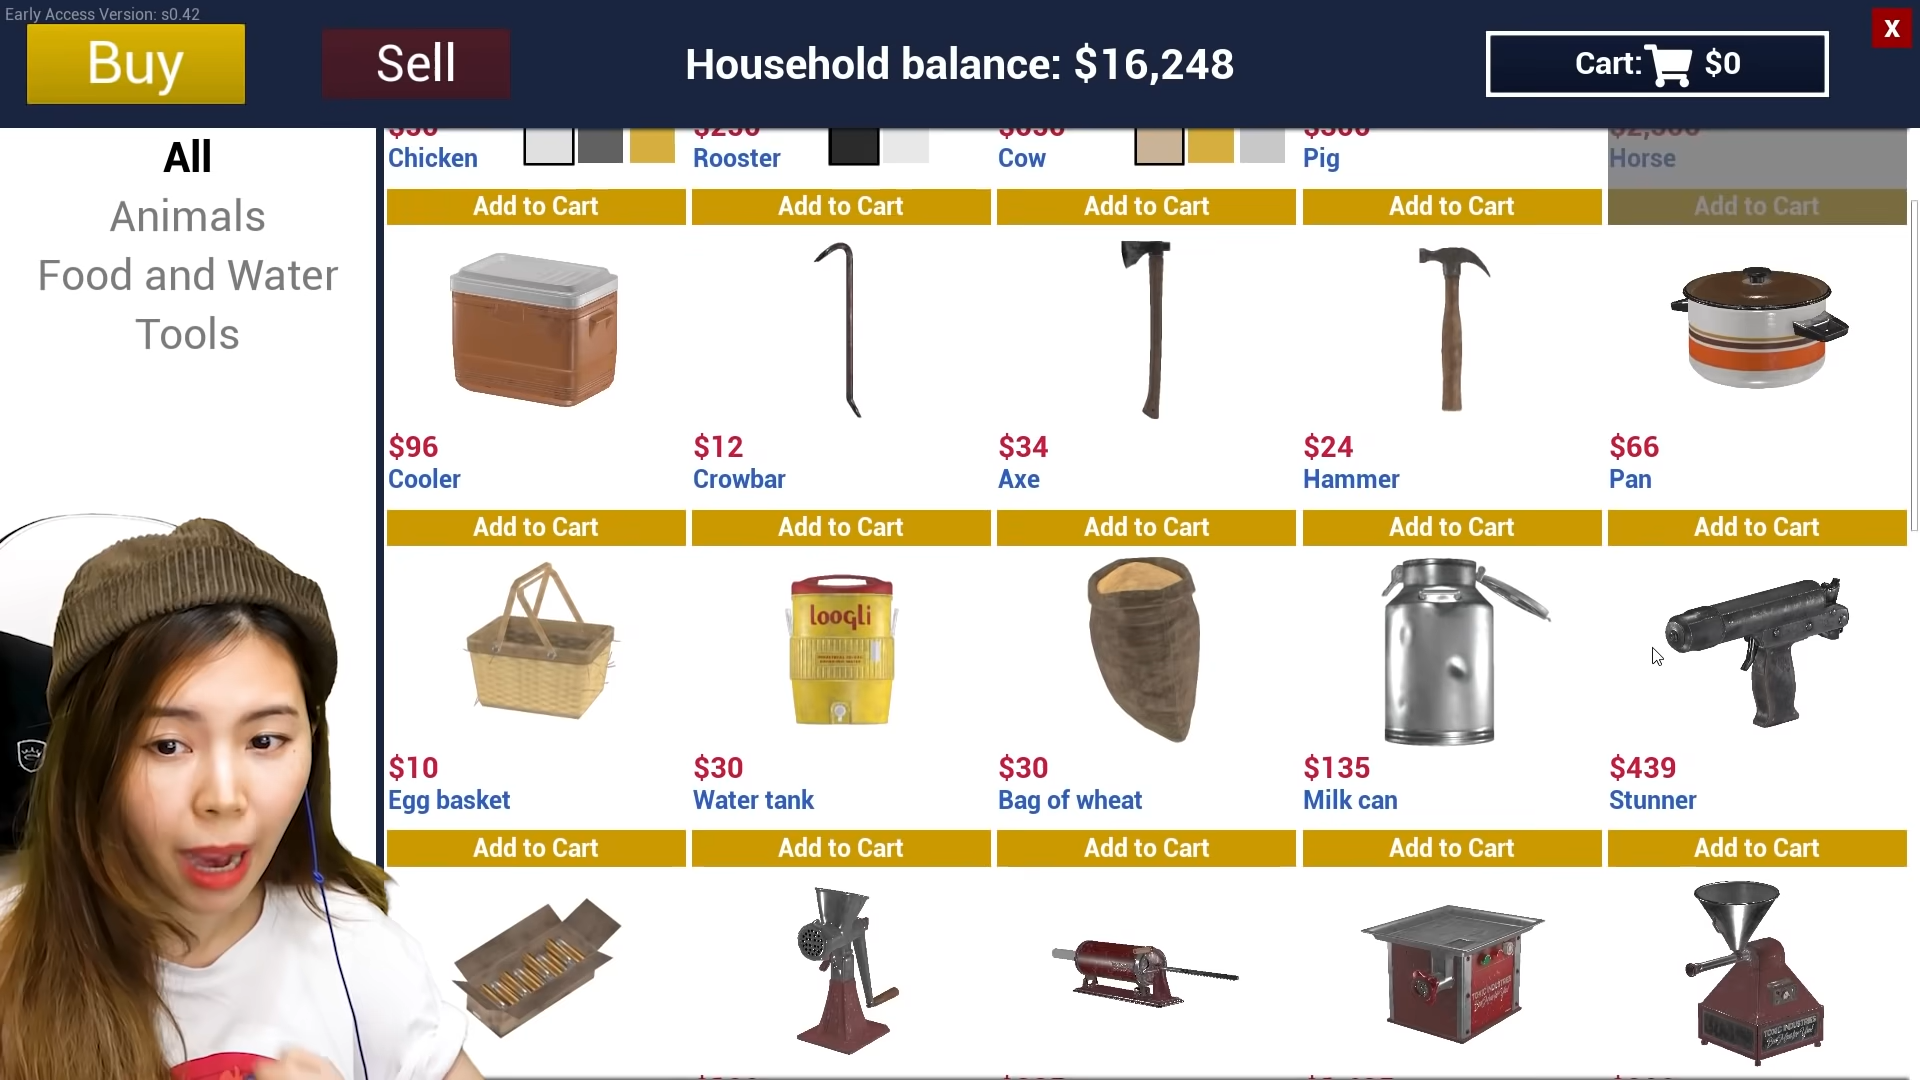 Early Access Version: s0.42
Buy
Sell
Household balance: $16,248
Cart: $0
X
All
Animals
Food and Water
Tools
Chicken
Rooster
Cow
Pig
Horse
Add to Cart
Add to Cart
Add to Cart
Add to Cart
Add to Cart
$96
$12
$34
$24
$66
Cooler
Crowbar
Axe
Hammer
Pan
Add to Cart
Add to Cart
Add to Cart
Add to Cart
Add to Cart
loogli
$10
$30
$30
$135
$439
Egg basket
Water tank
Bag of wheat
Milk can
Stunner
Add to Cart
Add to Cart
Add to Cart
Add to Cart
Add to Cart
TOXIC INDUSTRIES
TOXIC INDUSTRIES